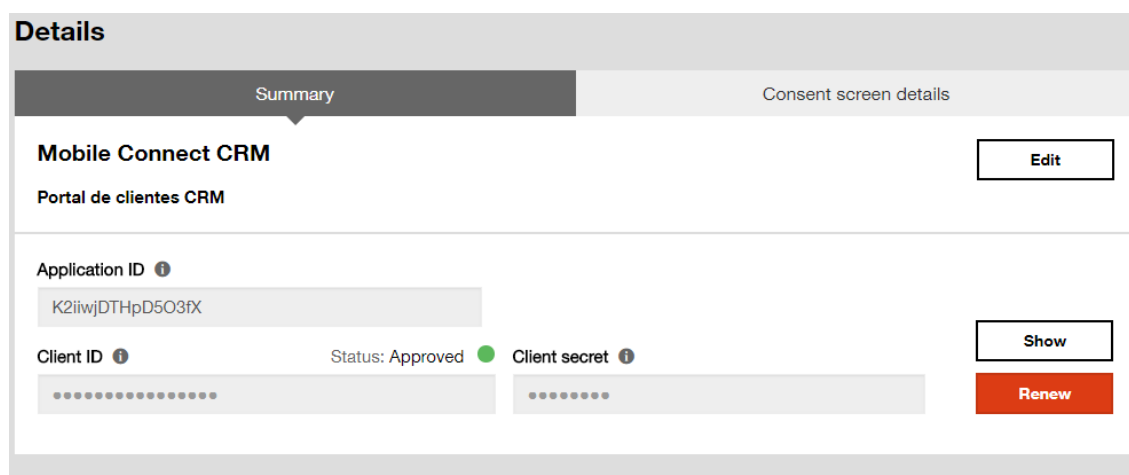 Details
Summary
Consent screen details
Mobile Connect CRM
Edit
Portal de clientes CRM
Application ID
K2iiwjDTHpD5O3fX
Show
Client ID
Status: Approved
Client secret
••••••••••••••••
••••••••
Renew